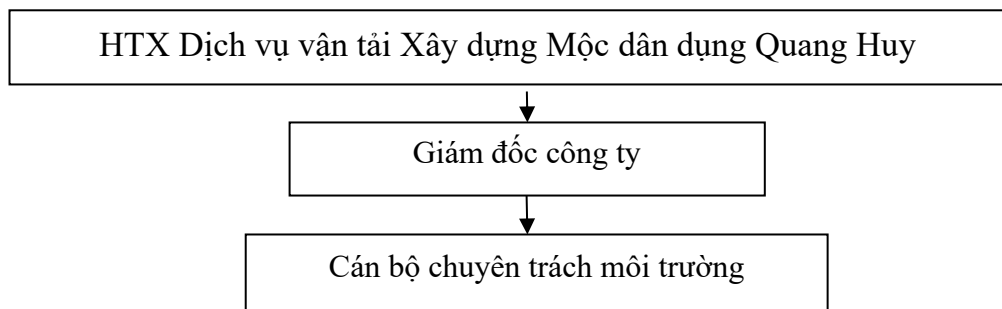 HTX Dịch vụ vận tải Xây dựng Mộc dân dụng Quang Huy
Giám đốc công ty
Cán bộ chuyên trách môi trường